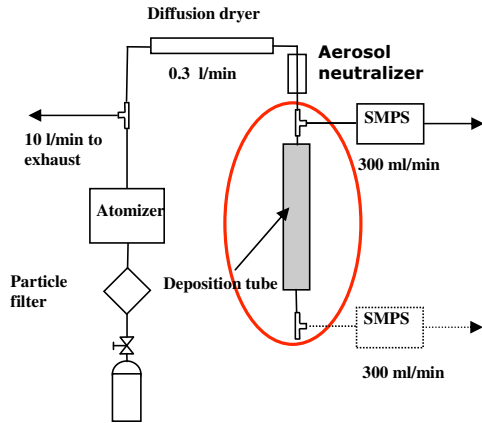 Diffusion dryer
0.3 l/min
Aerosol
neutralizer
10 l/min to
exhaust
SMPS
300 ml/min
Atomizer
Particle
filter
Deposition tube
SMPS
300 ml/min